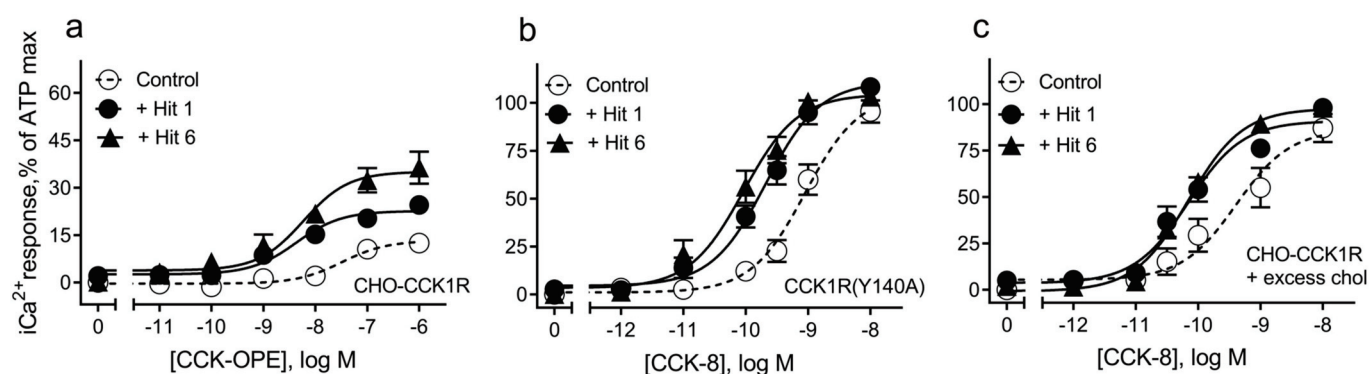 a
Control
+ Hit 1
+ Hit 6
iCa2+response, % of ATP max
60
45
30
15
0
CHO-CCK1R
0 -11 -10 -9 -8 -7 -6
[CCK-OPE], log M
b
Control
+ Hit 1
+ Hit 6
100
75
50
25
0
CCK1R(Y140A)
0 -12 -11 -10 -9 -8
[CCK-8], log M
c
Control
+ Hit 1
+ Hit 6
100
75
50
25
0
CHO-CCK1R
+ excess chol
0 -12 -11 -10 -9 -8
[CCK-8], log M